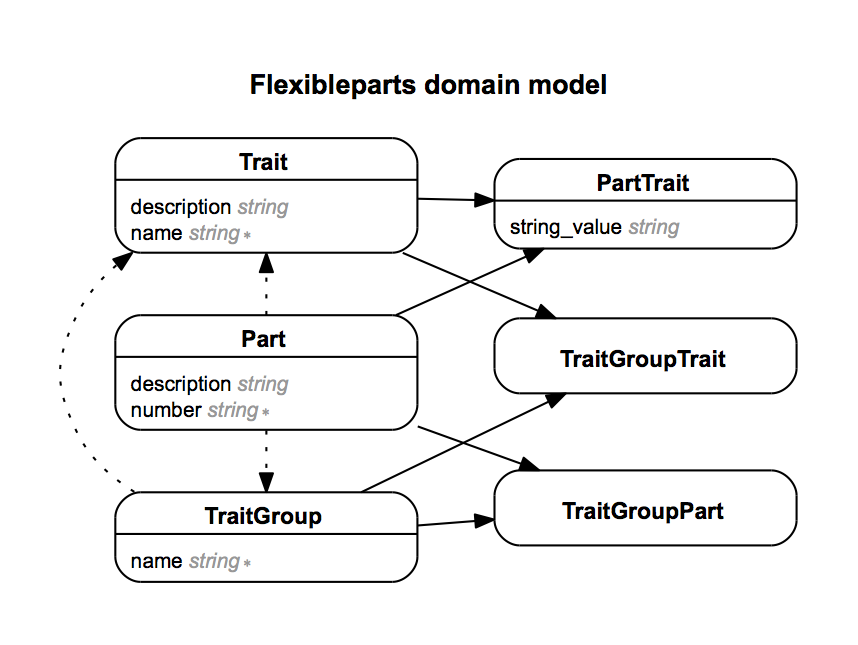 Flexibleparts domain model
Trait
description string
name string *
PartTrait
string_value string
Part
description string
number string *
TraitGroupTrait
TraitGroup
name string *
TraitGroupPart